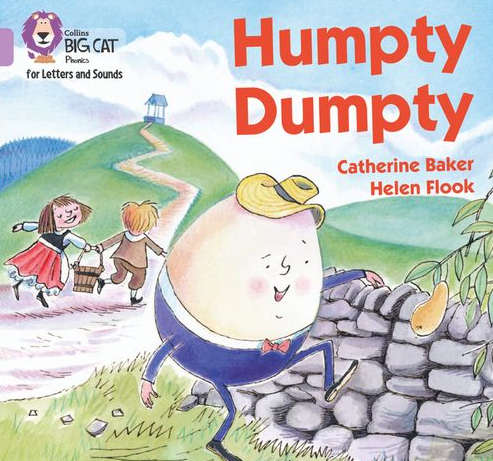 Collins
BIG CAT
Phonics
for Letters and Sounds
Humpty
Dumpty
Catherine Baker
Helen Flook